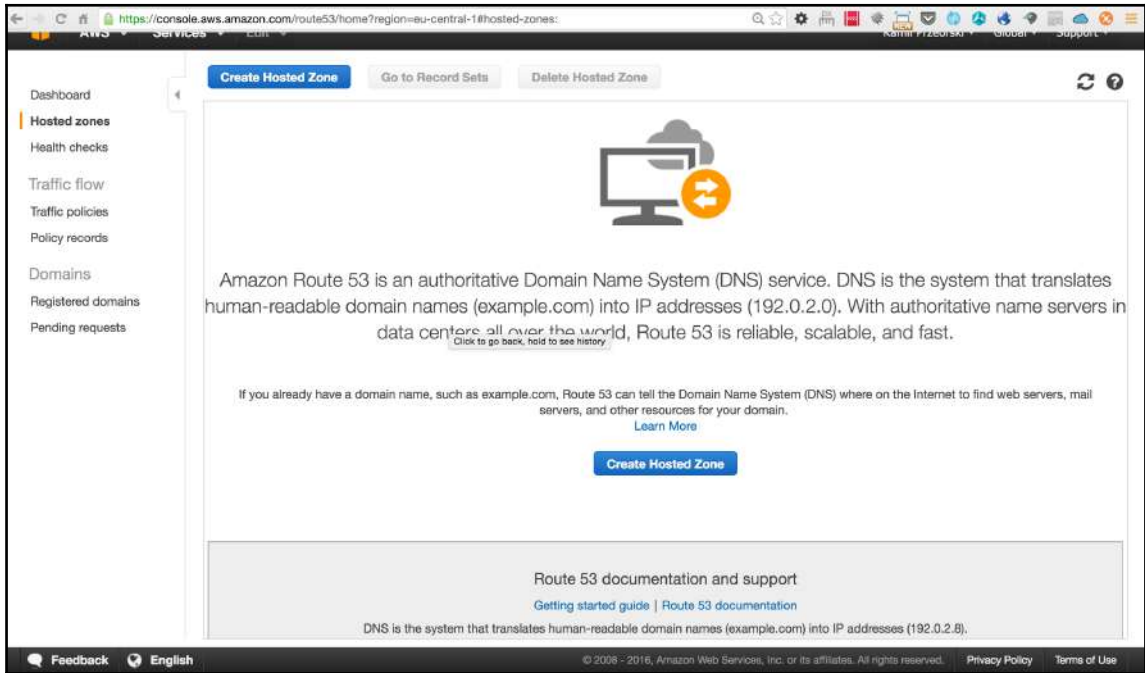 https://console.aws.amazon.com/route53/home?region=eu-central-1#hosted-zones:
AWS Services Edit Kamil Przeorski Global Support
Create Hosted Zone Go to Record Sets Delete Hosted Zone
Dashboard
Hosted zones
Health checks
Traffic flow
Traffic policies
Policy records
Domains
Registered domains
Pending requests
Amazon Route 53 is an authoritative Domain Name System (DNS) service. DNS is the system that translates
human-readable domain names (example.com) into IP addresses (192.0.2.0). With authoritative name servers in
data centers all over the world, Route 53 is reliable, scalable, and fast.
Click to go back, hold to see history
If you already have a domain name, such as example.com, Route 53 can tell the Domain Name System (DNS) where on the Internet to find web servers, mail
servers, and other resources for your domain.
Learn More
Create Hosted Zone
Route 53 documentation and support
Getting started guide | Route 53 documentation
DNS is the system that translates human-readable domain names (example.com) into IP addresses (192.0.2.8).
Feedback English © 2008 - 2016, Amazon Web Services, Inc. or its affiliates. All rights reserved. Privacy Policy Terms of Use